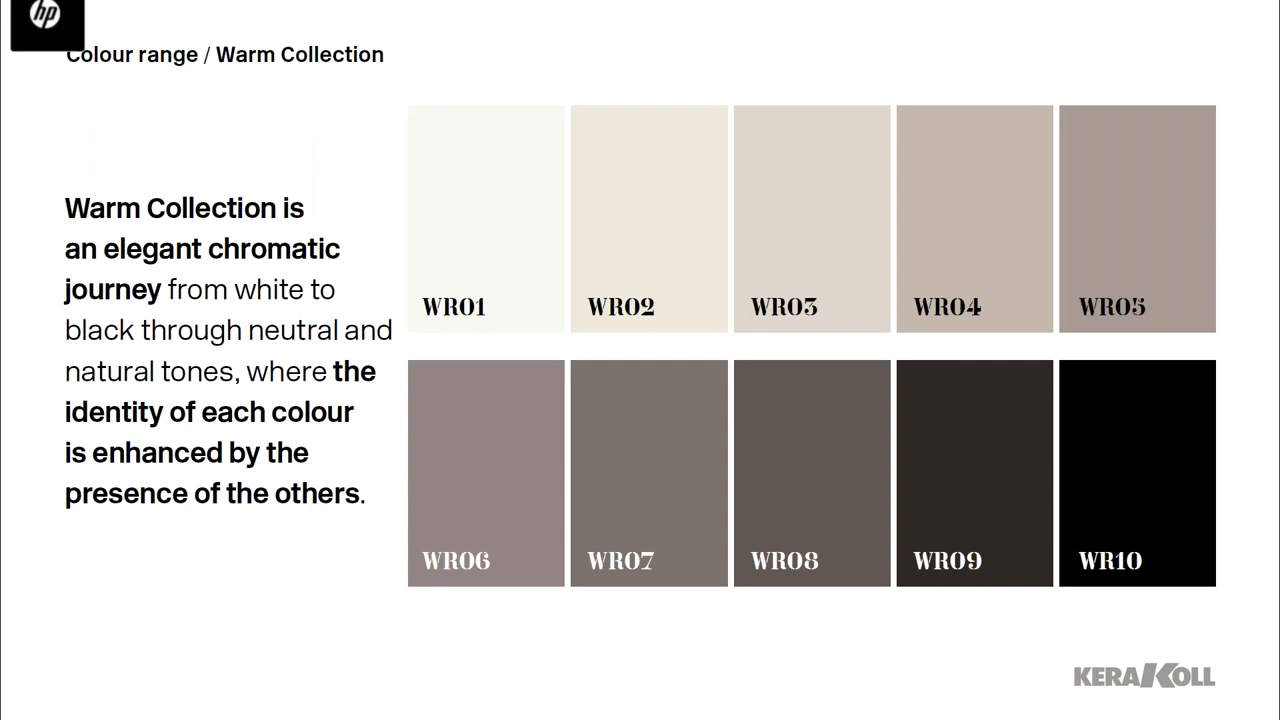 hp
Colour range / Warm Collection
Warm Collection is
an elegant chromatic
journey from white to
black through neutral and
natural tones, where the
identity of each colour
is enhanced by the
presence of the others.
WR01 WR02 WR03 WR04 WR05
WR06 WR07 WR08 WR09 WR10
KERAKOLL